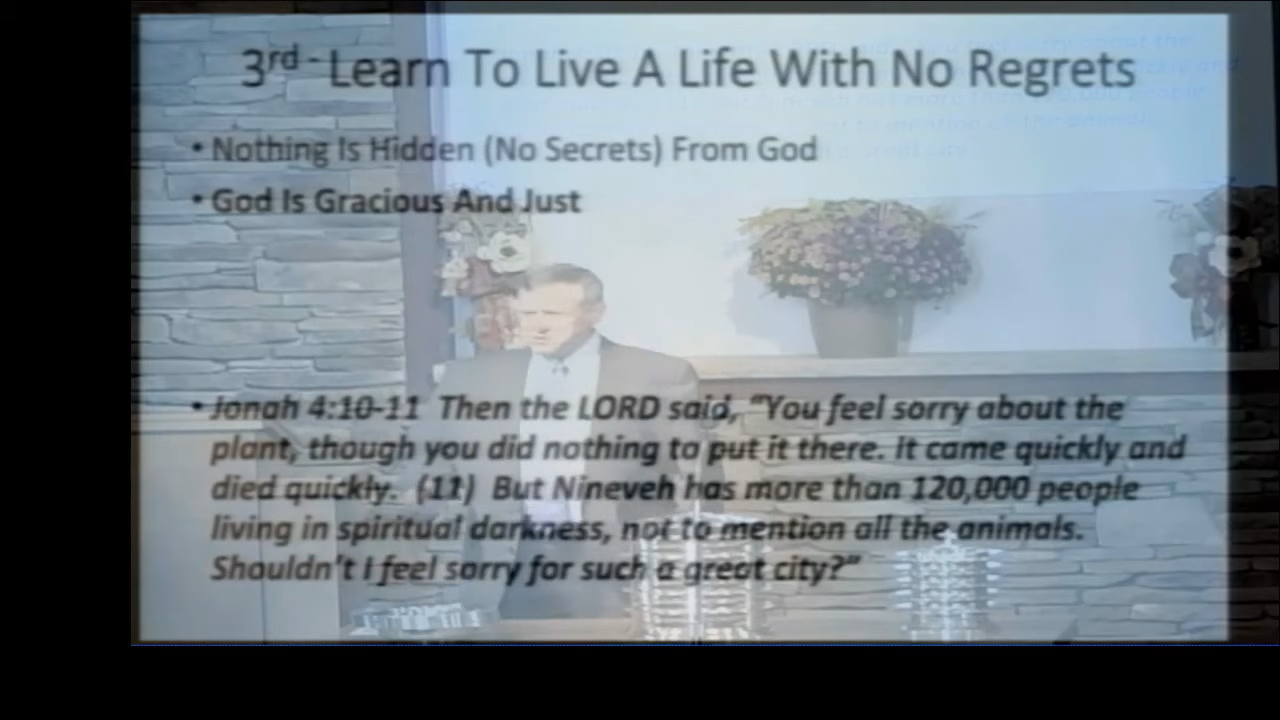 3rd - Learn To Live A Life With No Regrets
• Nothing Is Hidden (No Secrets) From God
• God Is Gracious And Just
• Jonah 4:10-11 Then the LORD said, "You feel sorry about the
plant, though you did nothing to put it there. It came quickly and
died quickly. (11) But Nineveh has more than 120,000 people
living in spiritual darkness, not to mention all the animals.
Shouldn't I feel sorry for such a great city?"